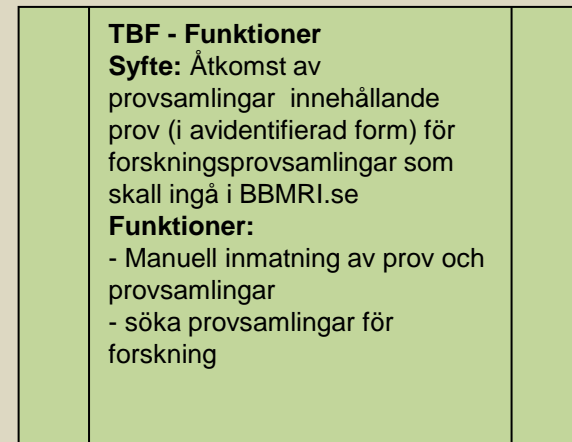 TBF - Funktioner
Syfte: Åtkomst av
provsamlingar  innehållande
prov (i avidentifierad form) för
forskningsprovsamlingar som
skall ingå i BBMRI.se
Funktioner:
- Manuell inmatning av prov och
provsamlingar
- söka provsamlingar för
forskning